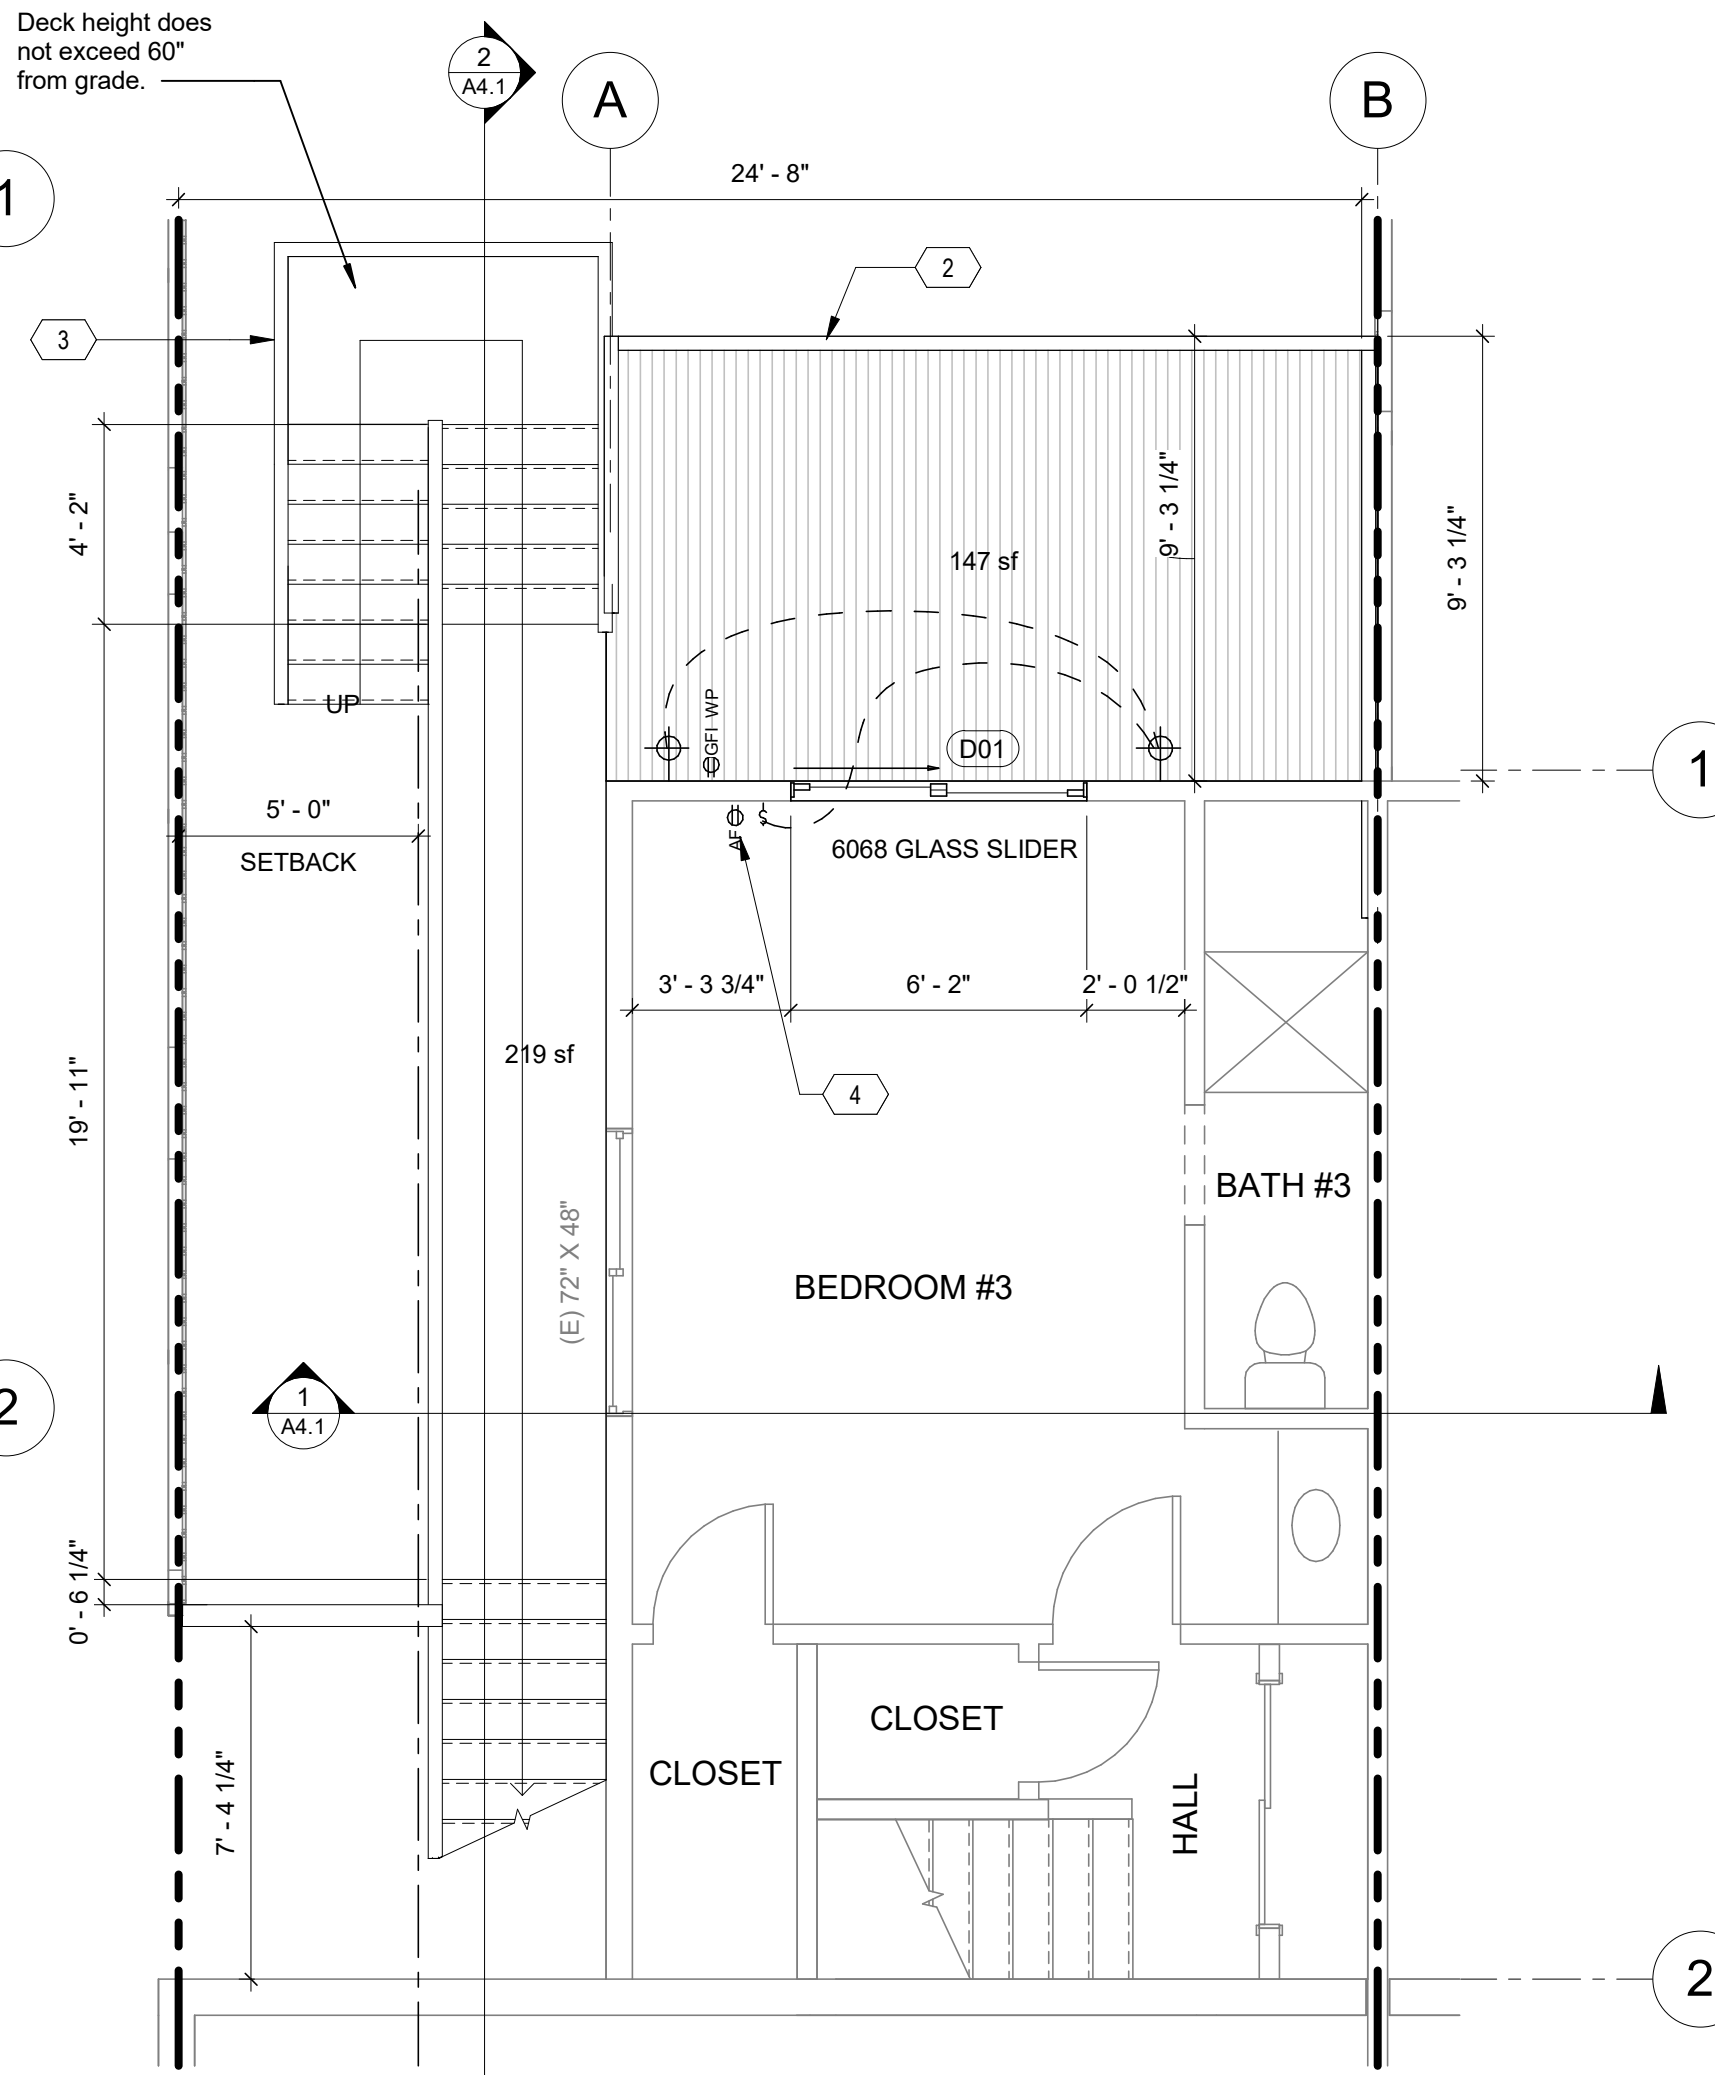 Deck height does
not exceed 60"
from grade.
2
A4.1
A
B
1
24' - 8"
2
3
4' - 2"
9' - 3 1/4"
9' - 3 1/4"
147 sf
UP
GFI WP
D01
1
5' - 0"
SETBACK
AF
S
6068 GLASS SLIDER
3' - 3 3/4"
6' - 2"
2' - 0 1/2"
219 sf
4
19' - 11"
BATH #3
(E) 72" X 48"
BEDROOM #3
2
1
A4.1
0' - 6 1/4"
CLOSET
CLOSET
7' - 4 1/4"
HALL
2